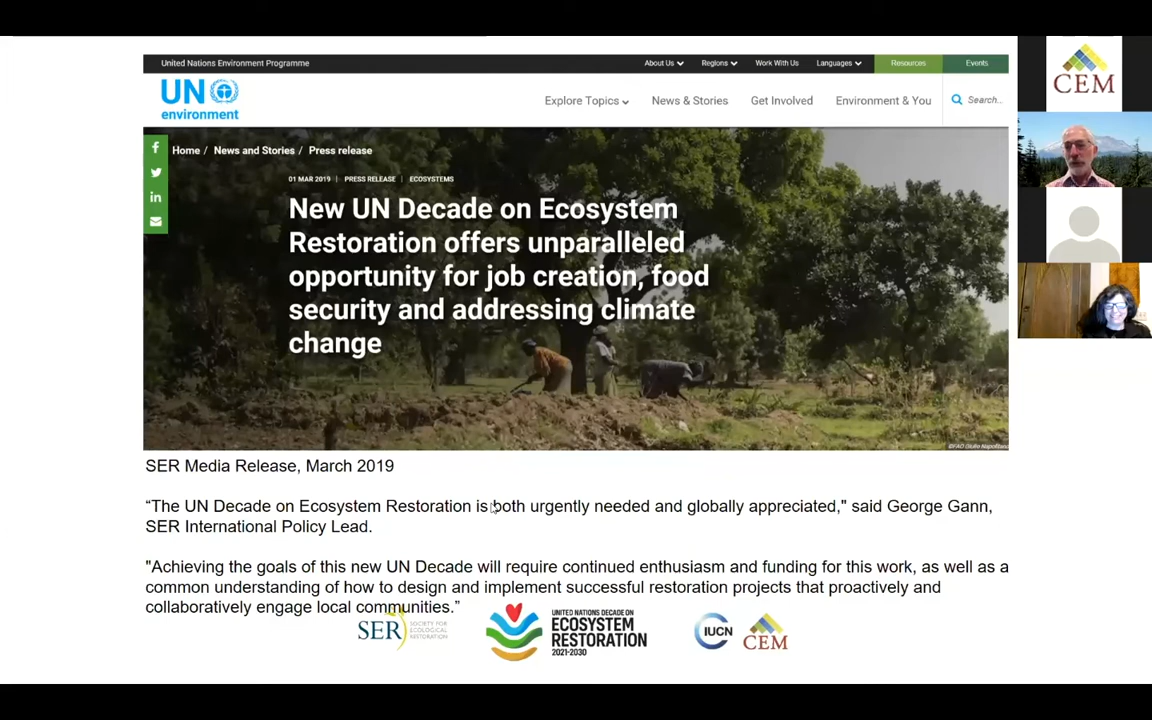 United Nations Environment Programme
About Us
Regions
Work With Us
Languages
Resources
Events
UN
environment
Explore Topics
News & Stories
Get Involved
Environment & You
Search..
Home / News and Stories / Press release
01 MAR 2019 | PRESS RELEASE | ECOSYSTEMS
New UN Decade on Ecosystem
Restoration offers unparalleled
opportunity for job creation, food
security and addressing climate
change
SER Media Release, March 2019
“The UN Decade on Ecosystem Restoration is both urgently needed and globally appreciated," said George Gann,
SER International Policy Lead.
"Achieving the goals of this new UN Decade will require continued enthusiasm and funding for this work, as well as a
common understanding of how to design and implement successful restoration projects that proactively and
collaboratively engage local communities.”
SER
SOCIETY FOR
ECOLOGICAL
RESTORATION
UNITED NATIONS DECADE ON
ECOSYSTEM
RESTORATION
2021-2030
IUCN
CEM
CEM